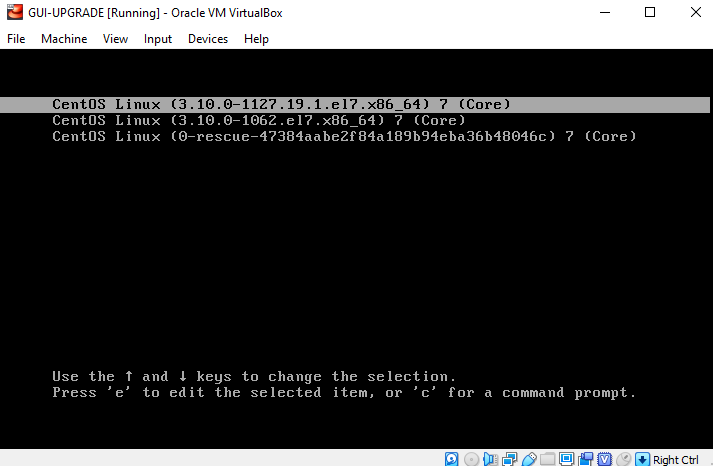 GUI-UPGRADE [Running] - Oracle VM VirtualBox
File Machine View Input Devices Help
CentOS Linux (3.10.0-1127.19.1.el7.x86_64) 7 (Core)
CentOS Linux (3.10.0-1062.el7.x86_64) 7 (Core)
CentOS Linux (0-rescue-47384aabe2f84a189b94eba36b48046c) 7 (Core)
Use the ↑ and ↓ keys to change the selection.
Press 'e' to edit the selected item, or 'c' for a command prompt.
Right Ctrl